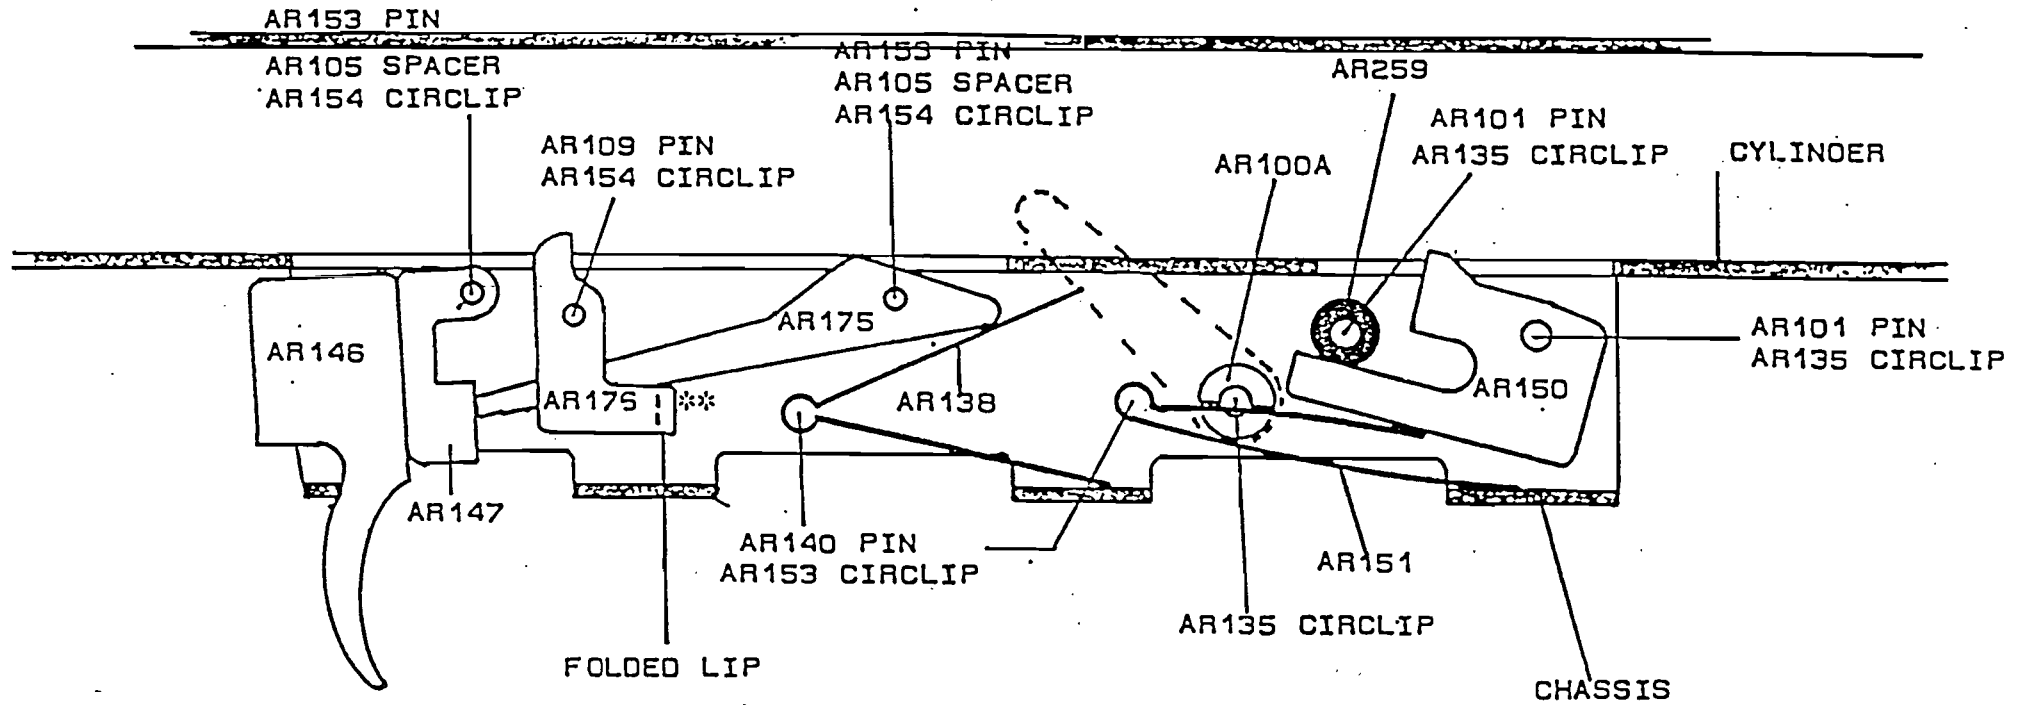 AR153 PIN
AR105 SPACER
AR154 CIRCLIP
AR153 PIN
AR105 SPACER
AR154 CIRCLIP
AR259
AR101 PIN
AR135 CIRCLIP
CYLINDER
AR109 PIN
AR154 CIRCLIP
AR100A
AR146
AR175
AR101 PIN
AR135 CIRCLIP
AR175 **
AR138
AR150
AR147
AR140 PIN
AR153 CIRCLIP
AR151
AR135 CIRCLIP
FOLDED LIP
CHASSIS